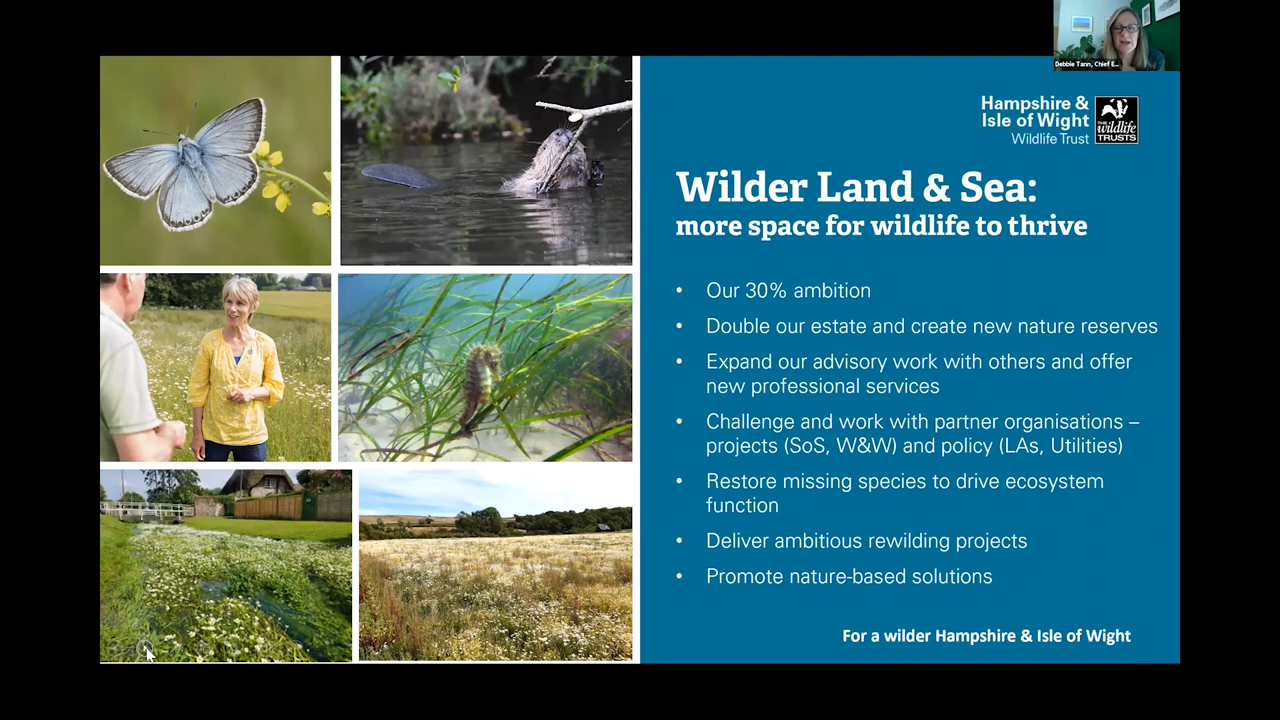 Debbie Tann, Chief E...
Hampshire &
Isle of Wight
Wildlife Trust
THE
wildlife
TRUSTS
Wilder Land & Sea:
more space for wildlife to thrive
• Our 30% ambition
• Double our estate and create new nature reserves
• Expand our advisory work with others and offer
new professional services
• Challenge and work with partner organisations –
projects (SoS, W&W) and policy (LAs, Utilities)
• Restore missing species to drive ecosystem
function
• Deliver ambitious rewilding projects
• Promote nature-based solutions
For a wilder Hampshire & Isle of Wight